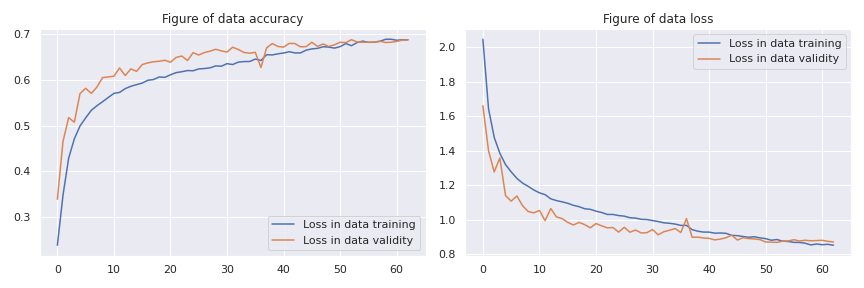 Figure of data accuracy
0.7
0.6
0.5
0.4
0.3
0 10 20 30 40 50 60
Loss in data training
Loss in data validity
Figure of data loss
2.0
1.8
1.6
1.4
1.2
1.0
0.8
0 10 20 30 40 50 60
Loss in data training
Loss in data validity